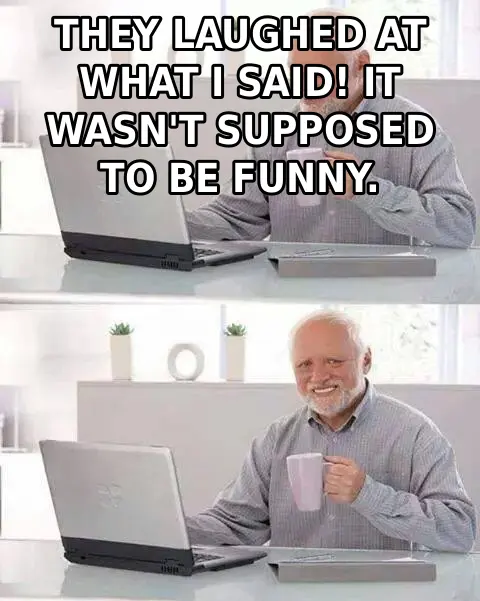 THEY LAUGHED AT
WHAT I SAID! IT
WASN'T SUPPOSED
TO BE FUNNY.